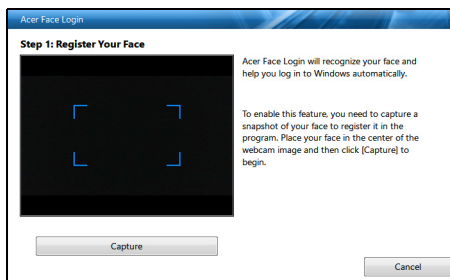 Acer Face Login
Step 1: Register Your Face
Acer Face Login will recognize your face and
help you log in to Windows automatically.
To enable this feature, you need to capture a
snapshot of your face to register it in the
program. Place your face in the center of the
webcam image and then click [Capture] to
begin.
Capture
Cancel